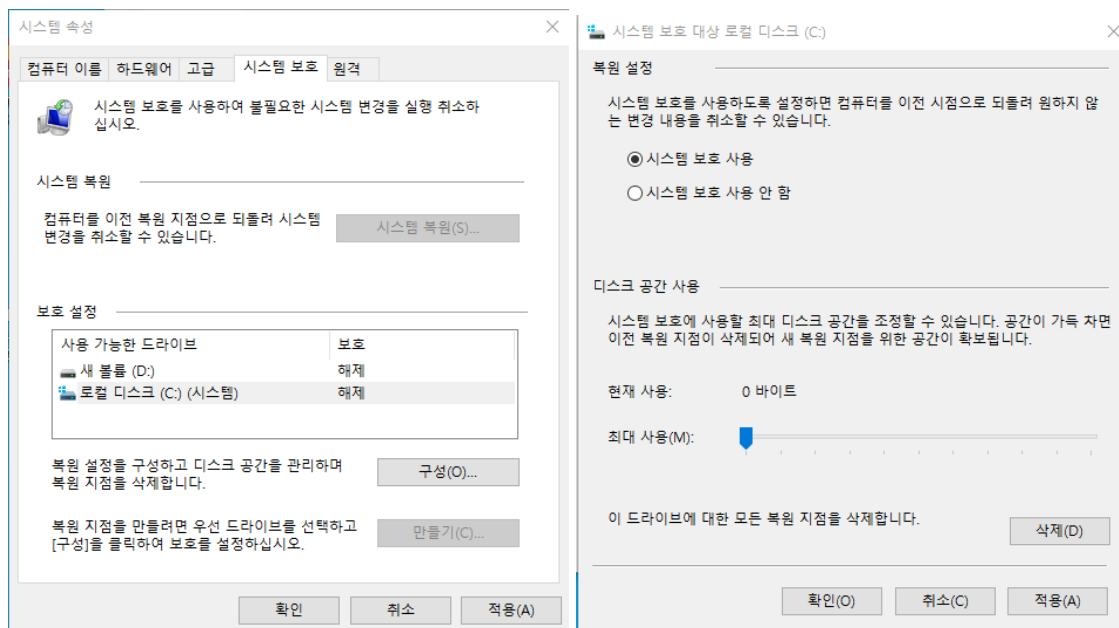 시스템 속성
컴퓨터 이름 하드웨어 고급 시스템 보호 원격
시스템 보호를 사용하여 불필요한 시스템 변경을 실행 취소하
십시오.
시스템 복원
컴퓨터를 이전 복원 지점으로 되돌려 시스템
변경을 취소할 수 있습니다.
시스템 복원(S)...
보호 설정
사용 가능한 드라이브 보호
새 볼륨 (D:) 해제
로컬 디스크 (C:) (시스템) 해제
복원 설정을 구성하고 디스크 공간을 관리하며
복원 지점을 삭제합니다.
구성(O)...
복원 지점을 만들려면 우선 드라이브를 선택하고
[구성]을 클릭하여 보호를 설정하십시오.
만들기(C)...
확인 취소 적용(A)
시스템 보호 대상 로컬 디스크 (C:)
복원 설정
시스템 보호를 사용하도록 설정하면 컴퓨터를 이전 시점으로 되돌려 원하지 않
는 변경 내용을 취소할 수 있습니다.
시스템 보호 사용
시스템 보호 사용 안 함
디스크 공간 사용
시스템 보호에 사용할 최대 디스크 공간을 조정할 수 있습니다. 공간이 가득 차면
이전 복원 지점이 삭제되어 새 복원 지점을 위한 공간이 확보됩니다.
현재 사용: 0 바이트
최대 사용(M):
이 드라이브에 대한 모든 복원 지점을 삭제합니다.
삭제(D)
확인(O) 취소(C) 적용(A)